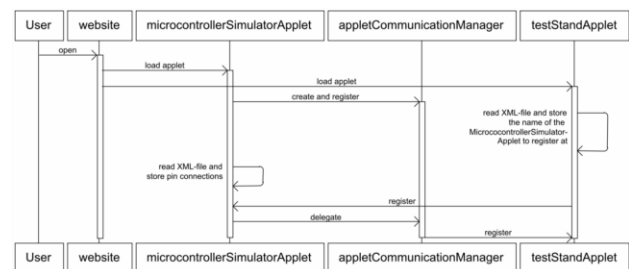 User website microcontrollerSimulatorApplet appletCommunicationManager testStandApplet
open
load applet
load applet
create and register
read XML-file and store
the name of the
MicrococontrollerSimulator-
Applet to register at
read XML-file and
store pin connections
register
delegate
register
User website microcontrollerSimulatorApplet appletCommunicationManager testStandApplet